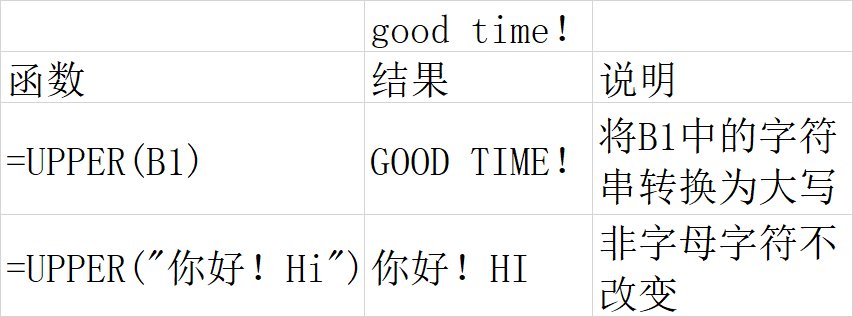 good time！
函数 结果 说明
=UPPER(B1) GOOD TIME！ 将B1中的字符
串转换为大写
=UPPER("你好！Hi") 你好！HI 非字母字符不
改变